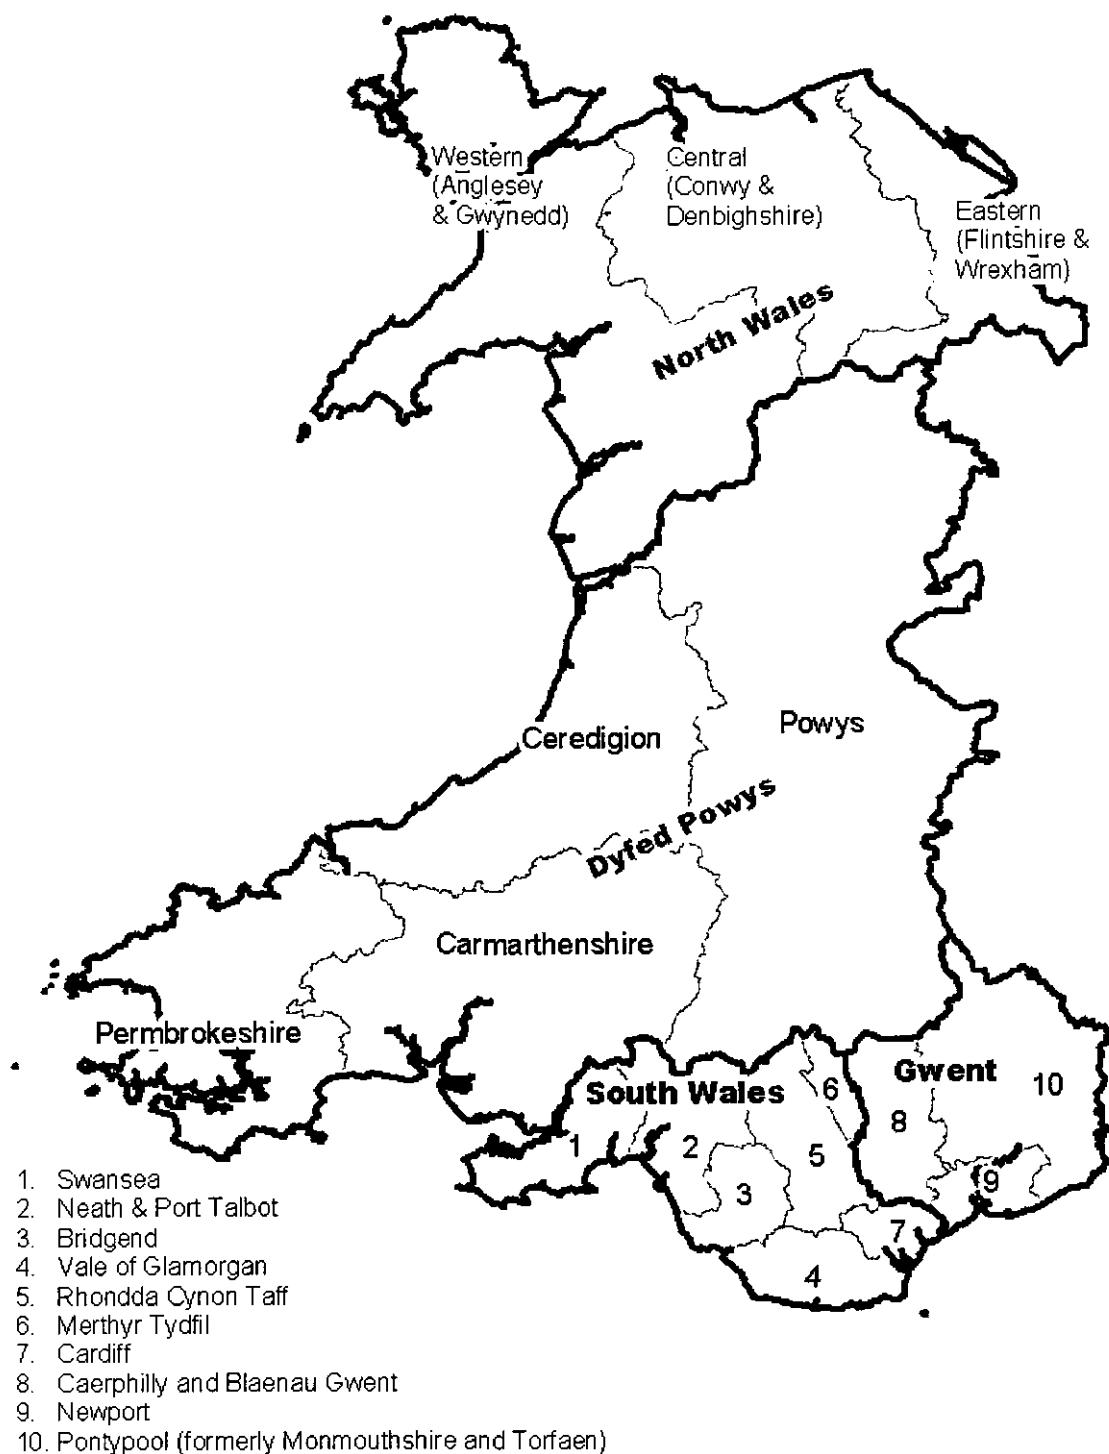 Western
(Anglesey
& Gwynedd)
Central
(Conwy &
Denbighshire)
Eastern
(Flintshire &
Wrexham)
North Wales
Ceredigion
Powys
Dyfed Powys
Carmarthenshire
Permbrokeshire
South Wales
Gwent
6
10
8
1
2
5
3
9
7
4
1. Swansea
2. Neath & Port Talbot
3. Bridgend
4. Vale of Glamorgan
5. Rhondda Cynon Taff
6. Merthyr Tydfil
7. Cardiff
8. Caerphilly and Blaenau Gwent
9. Newport
10. Pontypool (formerly Monmouthshire and Torfaen)